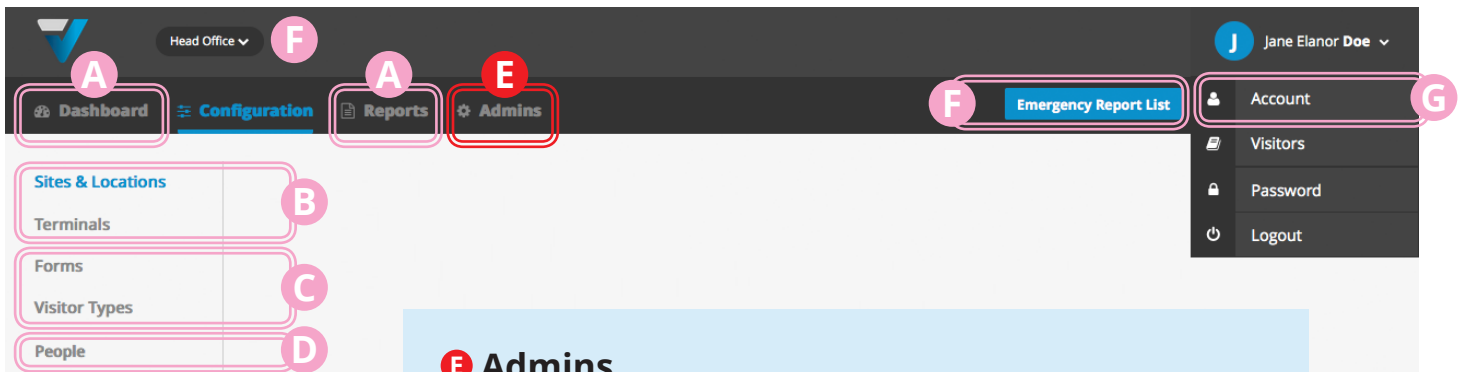 Head Office
F
J
Jane Elanor Doe
A
A
E
Dashboard
Configuration
Reports
Admins
F
Emergency Report List
Account
G
Visitors
Password
Logout
Sites & Locations
B
Terminals
Forms
C
Visitor Types
People
D
E Admins